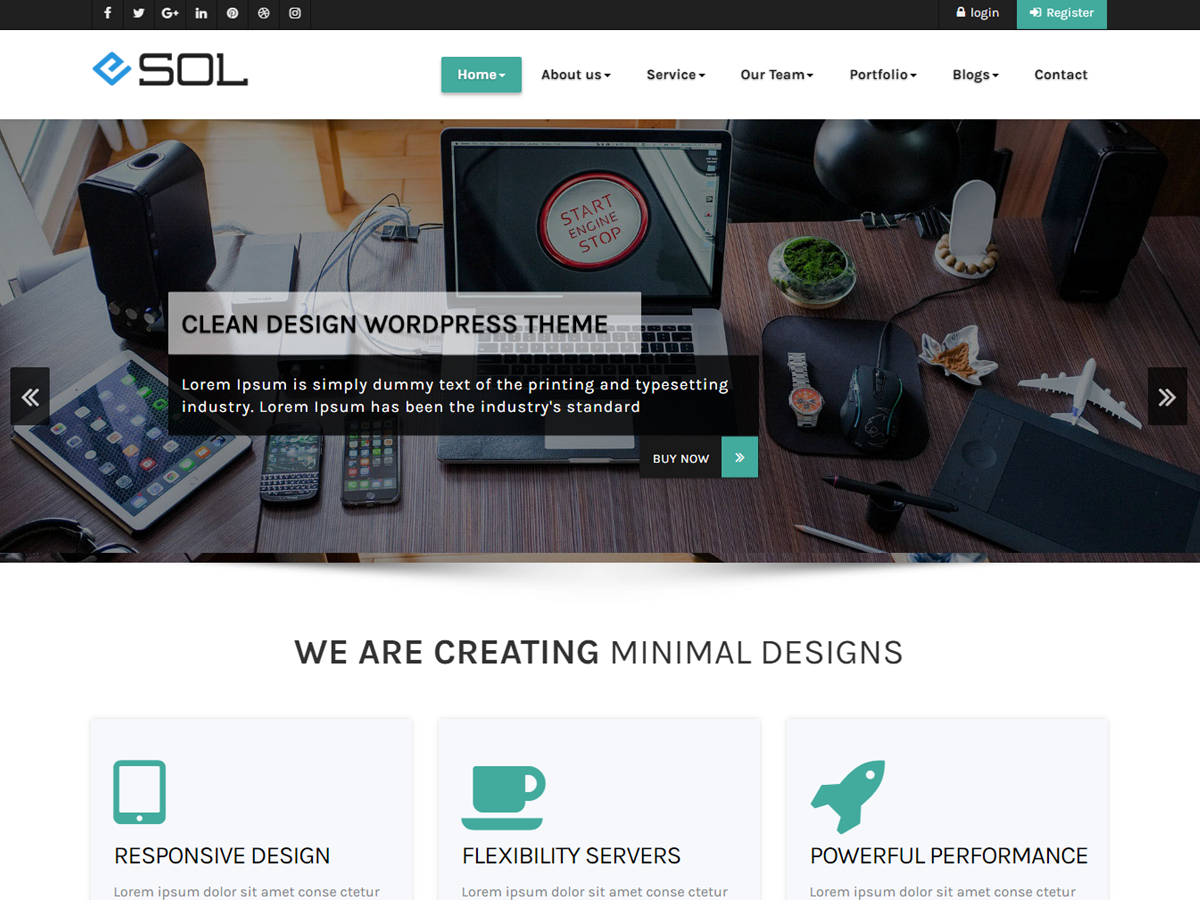 login
Register
SOL
Home
About us
Service
Our Team
Portfolio
Blogs
Contact
START
ENGINE
STOP
CLEAN DESIGN WORDPRESS THEME
Lorem Ipsum is simply dummy text of the printing and typesetting
industry. Lorem Ipsum has been the industry's standard
BUY NOW
WE ARE CREATING MINIMAL DESIGNS
RESPONSIVE DESIGN
FLEXIBILITY SERVERS
POWERFUL PERFORMANCE
Lorem ipsum dolor sit amet conse ctetur
Lorem ipsum dolor sit amet conse ctetur
Lorem ipsum dolor sit amet conse ctetur